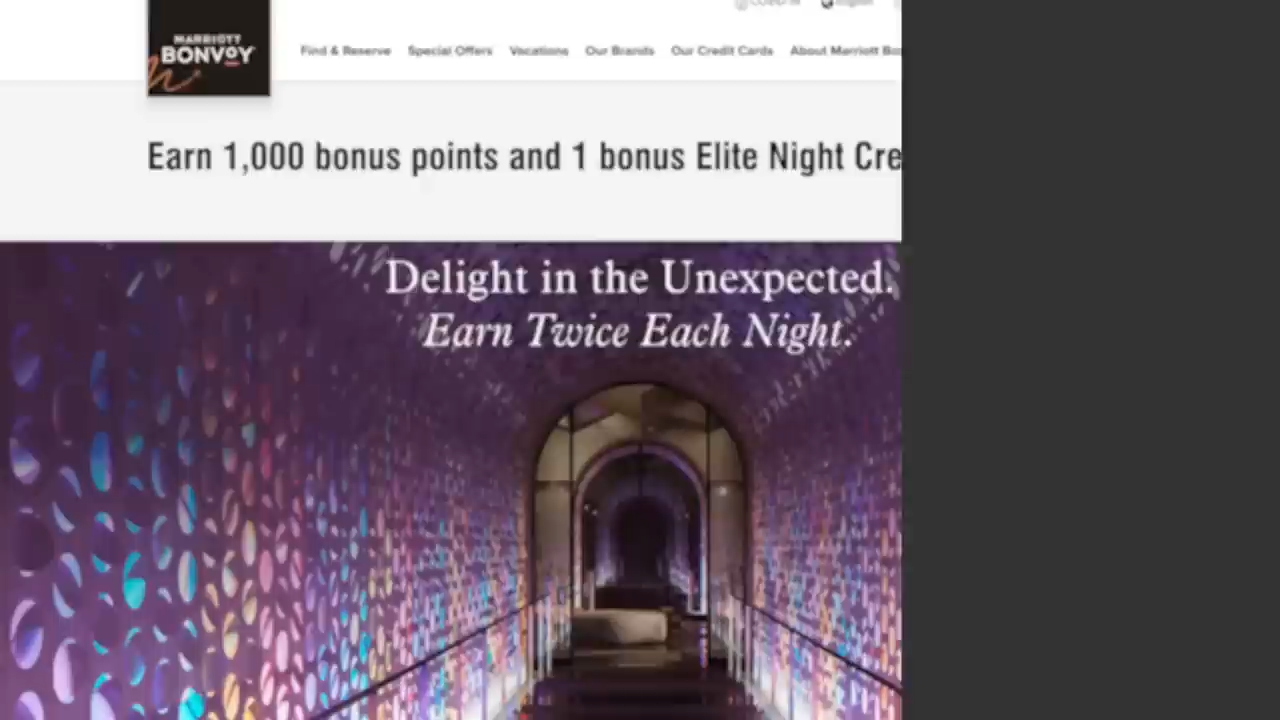 MARRIOTT
BONVOY
Find & Reserve Special Offers Vacations Our Brands Our Credit Cards About Marriott Bo
Earn 1,000 bonus points and 1 bonus Elite Night Cre
Delight in the Unexpected.
Earn Twice Each Night.